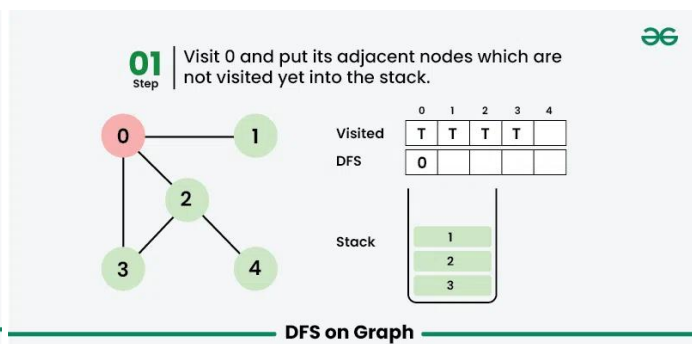 01
Step
Visit 0 and put its adjacent nodes which are
not visited yet into the stack.
0
1
2
3
4
0 1 2 3 4
Visited T T T T
DFS 0
Stack
1
2
3
DFS on Graph